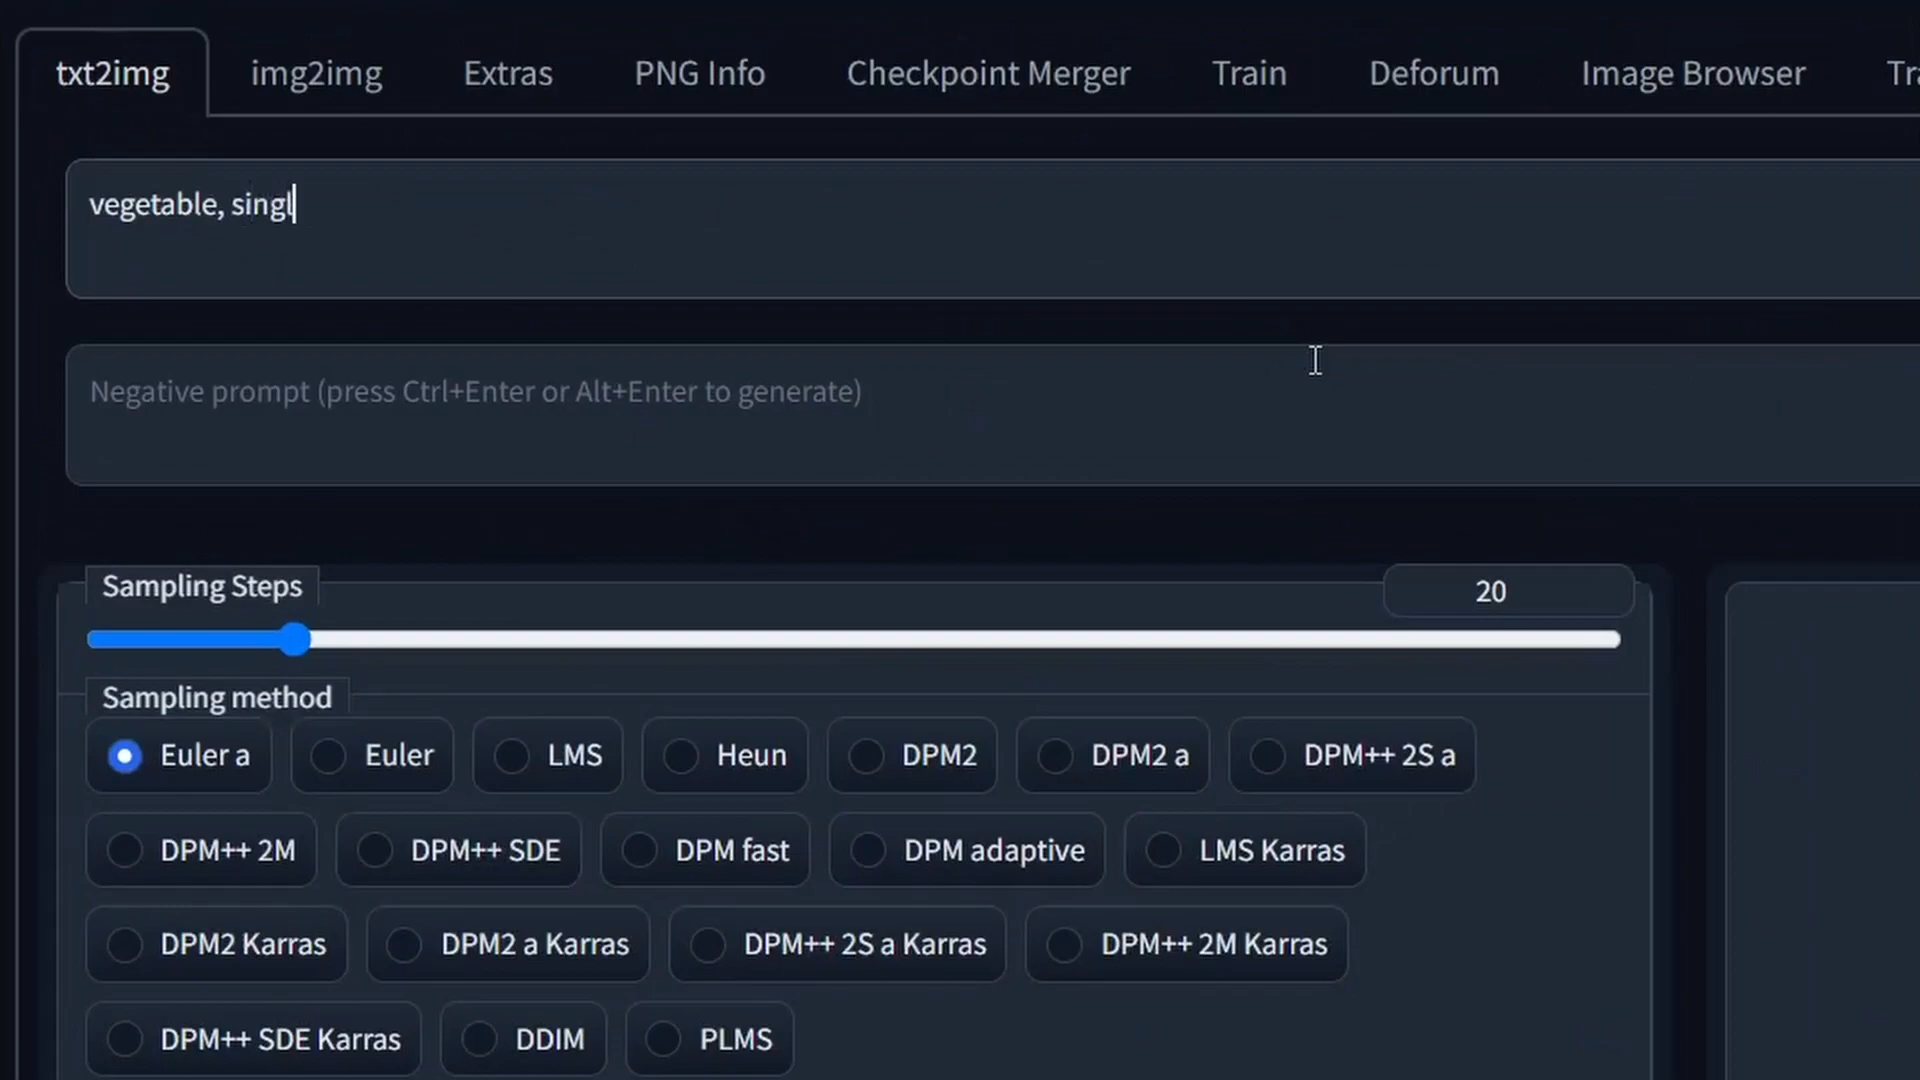 txt2img img2img Extras PNG Info Checkpoint Merger Train Deforum Image Browser Tra
vegetable, singl
Negative prompt (press Ctrl+Enter or Alt+Enter to generate)
Sampling Steps 20
Sampling method
Euler a Euler LMS Heun DPM2 DPM2 a DPM++ 2S a
DPM++ 2M DPM++ SDE DPM fast DPM adaptive LMS Karras
DPM2 Karras DPM2 a Karras DPM++ 2S a Karras DPM++ 2M Karras
DPM++ SDE Karras DDIM PLMS